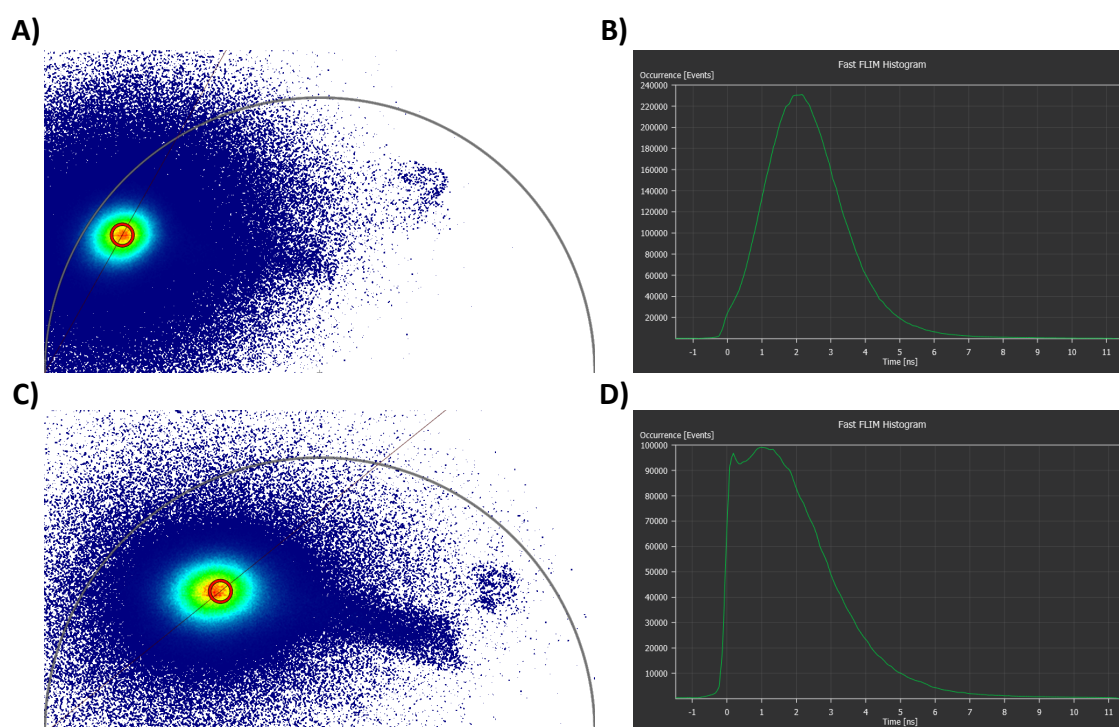 A)
B)
Fast FLIM Histogram
Occurrence [Events]
240000
220000
200000
180000
160000
140000
120000
100000
80000
60000
40000
20000
-1 0 1 2 3 4 5 6 7 8 9 10 11
Time [ns]
C)
D)
Fast FLIM Histogram
Occurrence [Events]
100000
90000
80000
70000
60000
50000
40000
30000
20000
10000
-1 0 1 2 3 4 5 6 7 8 9 10 11
Time [ns]